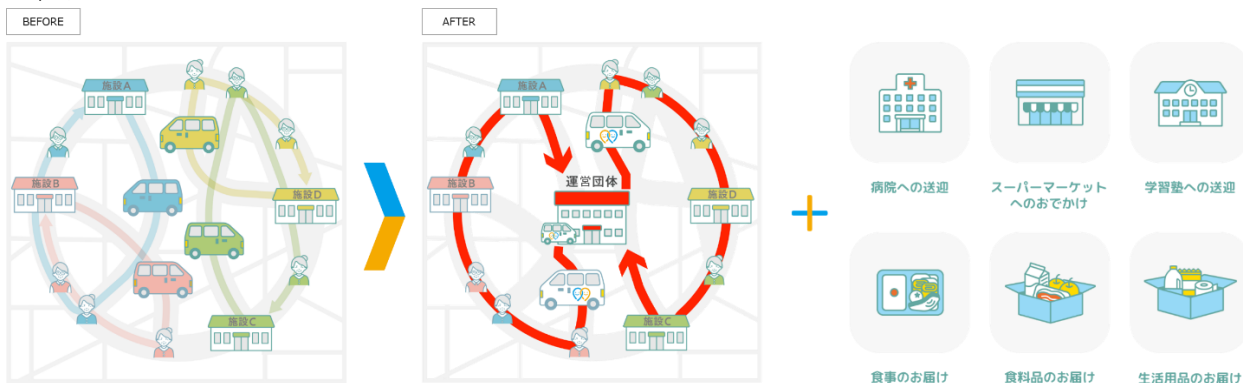 BEFORE
施設A
施設B
施設D
施設C
AFTER
施設A
運営団体
施設B
施設D
施設C
病院への送迎
スーパーマーケット
へのおでかけ
学習塾への送迎
食事のお届け
食料品のお届け
生活用品のお届け